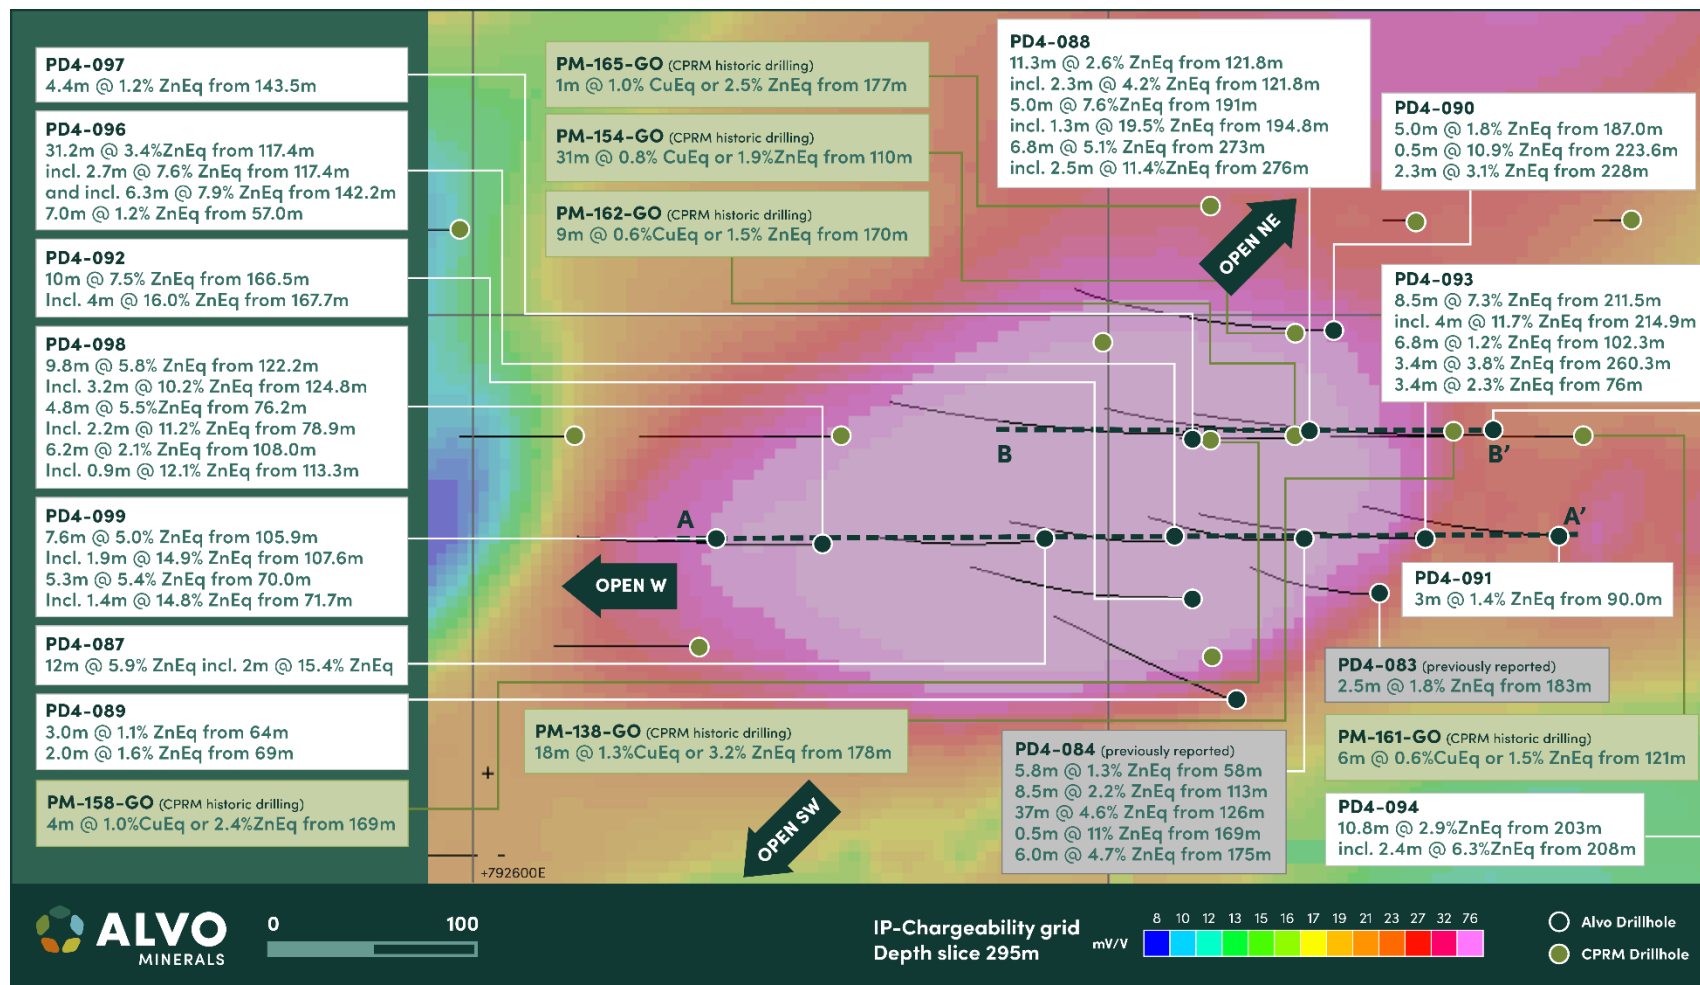 PD4-097
4.4m @ 1.2% ZnEq from 143.5m
PD4-096
31.2m @ 3.4%ZnEq from 117.4m
incl. 2.7m @ 7.6% ZnEq from 117.4m
and incl. 6.3m @ 7.9% ZnEq from 142.2m
7.0m @ 1.2% ZnEq from 57.0m
PD4-092
10m @ 7.5% ZnEq from 166.5m
Incl. 4m @ 16.0% ZnEq from 167.7m
PD4-098
9.8m @ 5.8% ZnEq from 122.2m
Incl. 3.2m @ 10.2% ZnEq from 124.8m
4.8m @ 5.5%ZnEq from 76.2m
Incl. 2.2m @ 11.2% ZnEq from 78.9m
6.2m @ 2.1% ZnEq from 108.0m
Incl. 0.9m @ 12.1% ZnEq from 113.3m
PD4-099
7.6m @ 5.0% ZnEq from 105.9m
Incl. 1.9m @ 14.9% ZnEq from 107.6m
5.3m @ 5.4% ZnEq from 70.0m
Incl. 1.4m @ 14.8% ZnEq from 71.7m
PD4-087
12m @ 5.9% ZnEq incl. 2m @ 15.4% ZnEq
PD4-089
3.0m @ 1.1% ZnEq from 64m
2.0m @ 1.6% ZnEq from 69m
PM-158-GO (CPRM historic drilling)
4m @ 1.0%CuEq or 2.4%ZnEq from 169m
PM-165-GO (CPRM historic drilling)
1m @ 1.0% CuEq or 2.5% ZnEq from 177m
PM-154-GO (CPRM historic drilling)
31m @ 0.8% CuEq or 1.9%ZnEq from 110m
PM-162-GO (CPRM historic drilling)
9m @ 0.6%CuEq or 1.5% ZnEq from 170m
PD4-088
11.3m @ 2.6% ZnEq from 121.8m
incl. 2.3m @ 4.2% ZnEq from 121.8m
5.0m @ 7.6%ZnEq from 191m
incl. 1.3m @ 19.5% ZnEq from 194.8m
6.8m @ 5.1% ZnEq from 273m
incl. 2.5m @ 11.4%ZnEq from 276m
PD4-090
5.0m @ 1.8% ZnEq from 187.0m
0.5m @ 10.9% ZnEq from 223.6m
2.3m @ 3.1% ZnEq from 228m
OPEN NE
PD4-093
8.5m @ 7.3% ZnEq from 211.5m
incl. 4m @ 11.7% ZnEq from 214.9m
6.8m @ 1.2% ZnEq from 102.3m
3.4m @ 3.8% ZnEq from 260.3m
3.4m @ 2.3% ZnEq from 76m
B
B'
A
A'
OPEN W
PD4-091
3m @ 1.4% ZnEq from 90.0m
PD4-083 (previously reported)
2.5m @ 1.8% ZnEq from 183m
PM-138-GO (CPRM historic drilling)
18m @ 1.3%CuEq or 3.2% ZnEq from 178m
PD4-084 (previously reported)
5.8m @ 1.3% ZnEq from 58m
8.5m @ 2.2% ZnEq from 113m
37m @ 4.6% ZnEq from 126m
0.5m @ 11% ZnEq from 169m
6.0m @ 4.7% ZnEq from 175m
PM-161-GO (CPRM historic drilling)
6m @ 0.6%CuEq or 1.5% ZnEq from 121m
PD4-094
10.8m @ 2.9%ZnEq from 203m
incl. 2.4m @ 6.3%ZnEq from 208m
OPEN SW
+
-
+792600E
ALVO
MINERALS
0 100
IP-Chargeability grid
Depth slice 295m
mV/V
8 10 12 13 15 16 17 19 21 23 27 32 76
Alvo Drillhole
CPRM Drillhole